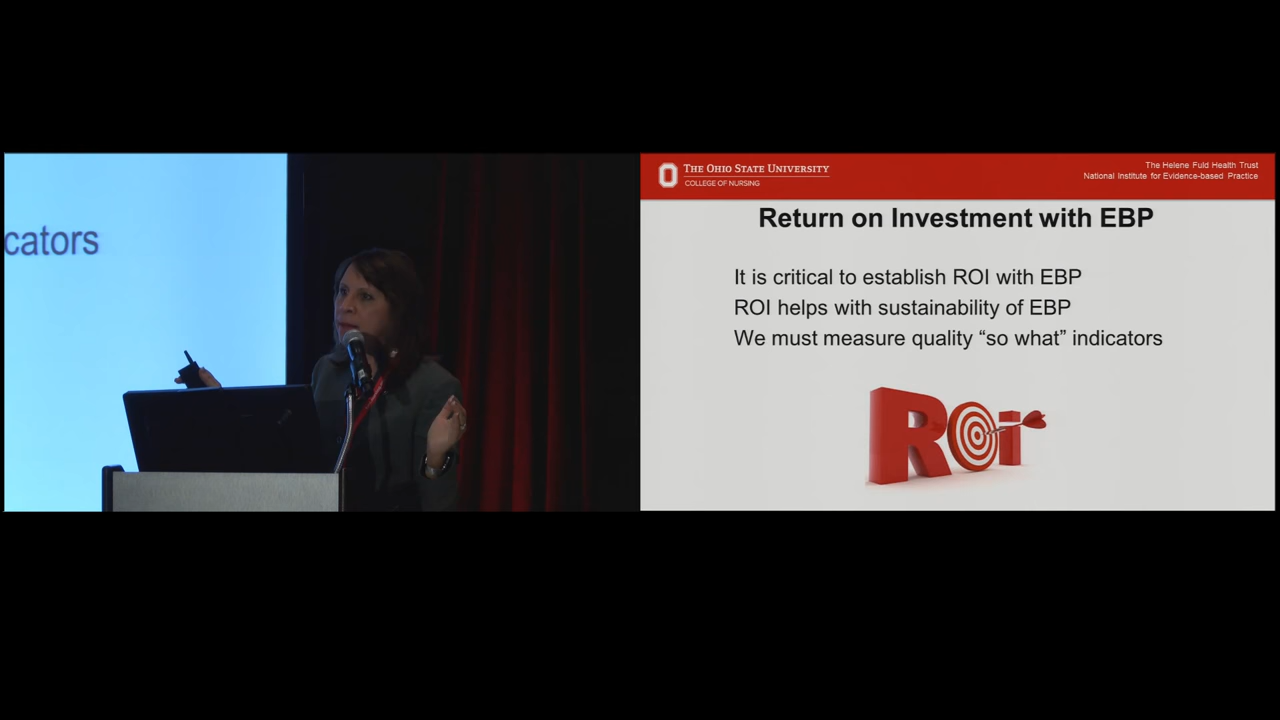 cators
THE OHIO STATE UNIVERSITY
COLLEGE OF NURSING
The Helene Fuld Health Trust
National Institute for Evidence-based Practice
Return on Investment with EBP
It is critical to establish ROI with EBP
ROI helps with sustainability of EBP
We must measure quality “so what” indicators
ROi